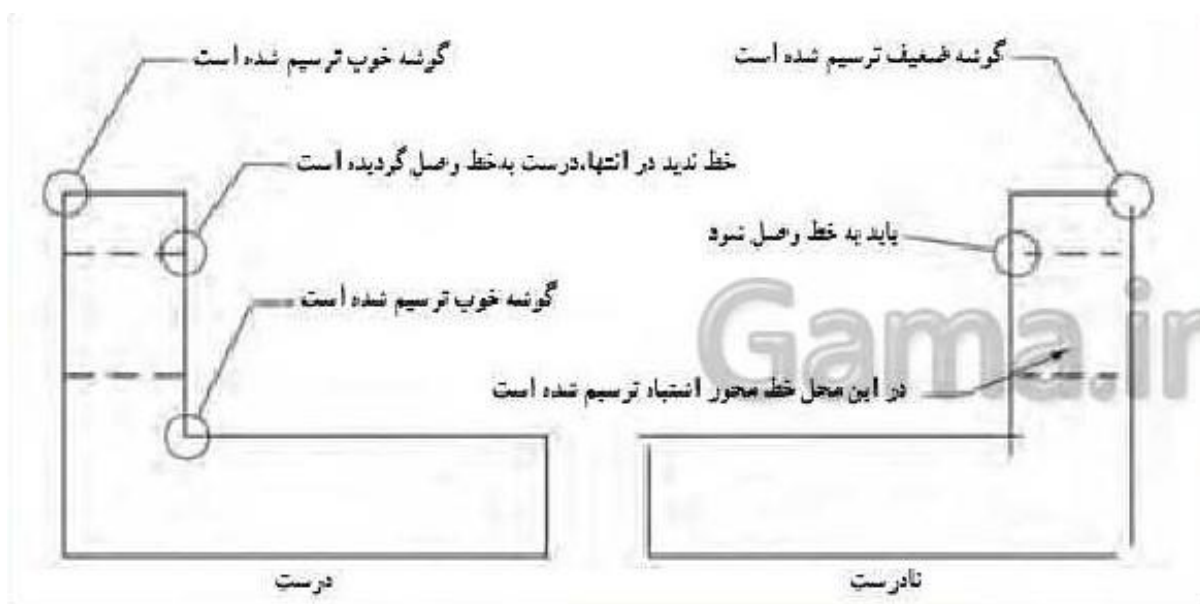 گوشه ضعیف ترسیم شده است
گوشه خوب ترسیم شده است
خط ندید در انتها، درست به خط وصل گردیده است
باید به خط وصل شود
گوشه خوب ترسیم شده است
در این محل خط محور اشتباه ترسیم شده است
Gama.ir
نادرست
درست